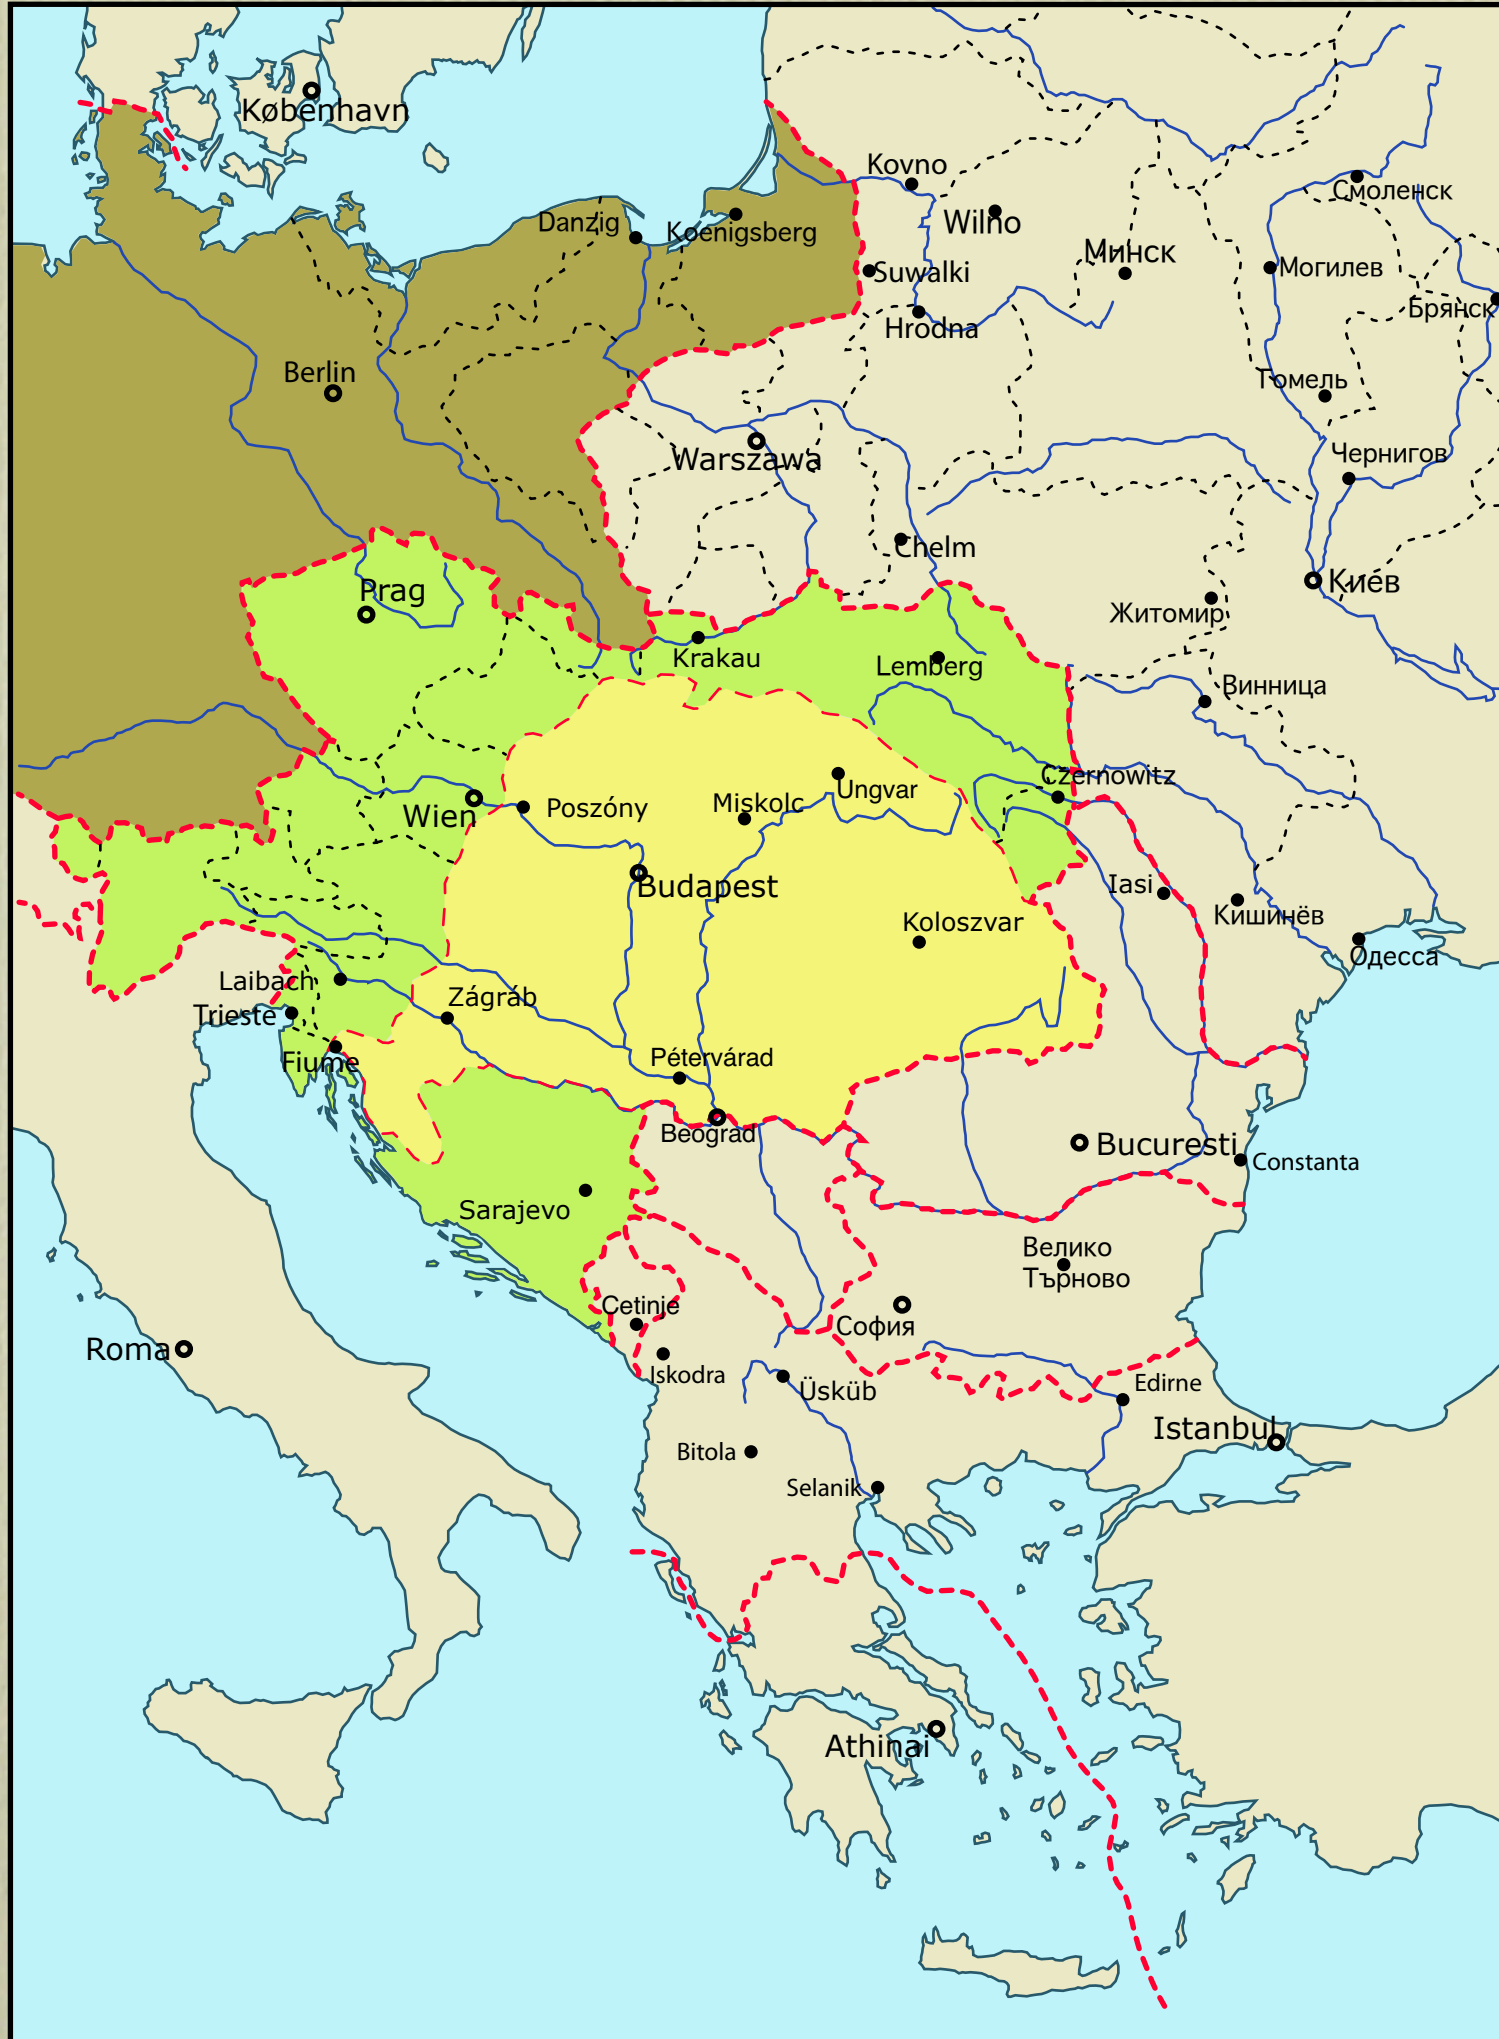 København
Kovno
Смоленск
Wilno
Danzig
Koenigsberg
Минск
Suwalki
Могилев
Брянск
Hrodna
Berlin
Гомель
Warszawa
Чернигов
Chelm
Киев
Prag
Житомир
Krakau
Lemberg
Винница
Czernowitz
Ungvar
Wien
Poszóny
Miskolc
Budapest
Iasi
Koloszvar
Кишинёв
Одесса
Laibach
Zágráb
Trieste
Fiume
Pétervárad
Beograd
Bucuresti
Constanta
Sarajevo
Велико
Търново
Cetinje
София
Roma
Iskodra
Üsküb
Edirne
Istanbul
Bitola
Selanik
Athinai